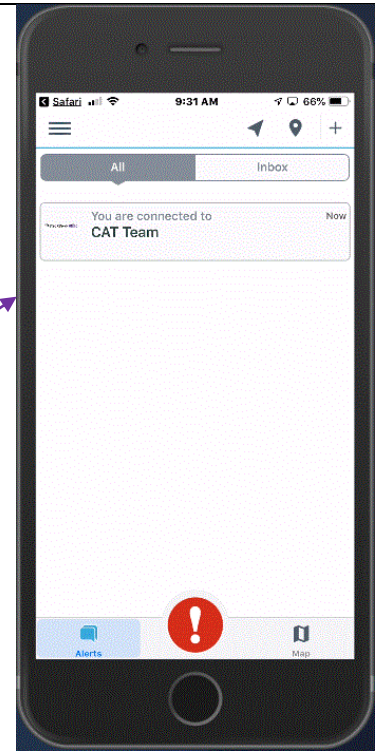 Safari 9:31 AM 66%
All Inbox
You are connected to Now
CAT Team
Alerts Map